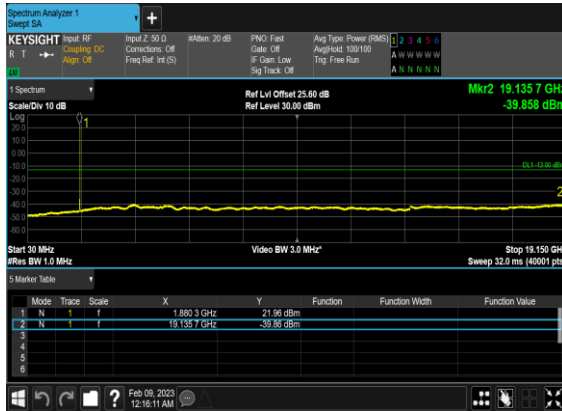 Spectrum Analyzer 1
Swept SA
+
KEYSIGHT Input: RF Input Z: 50 Ω #Atten: 20 dB PNO: Fast Avg Type: Power (RMS) 1 2 3 4 5 6
R T Coupling: DC Corrections: Off Gate: Off Avg|Hold: 100/100 A W W W W W
Align: Off Freq Ref: Int (S) IF Gain: Low Trig: Free Run
LXI Sig Track: Off A N N N N N
1 Spectrum Ref Lvl Offset 25.60 dB Mkr2 19.135 7 GHz
Scale/Div 10 dB Ref Level 30.00 dBm -39.858 dBm
Log
1
20.0
10.0
0.00
-10.0
DL1 -13.00 dBm
-20.0
-30.0
2
-40.0
-50.0
-60.0
Start 30 MHz Video BW 3.0 MHz* Stop 19.150 GHz
#Res BW 1.0 MHz Sweep 32.0 ms (40001 pts)
5 Marker Table
Mode Trace Scale X Y Function Function Width Function Value
1 N 1 f 1.880 3 GHz 21.96 dBm
2 N 1 f 19.135 7 GHz -39.86 dBm
3
4
5
6
? Feb 09, 2023
12:16:11 AM